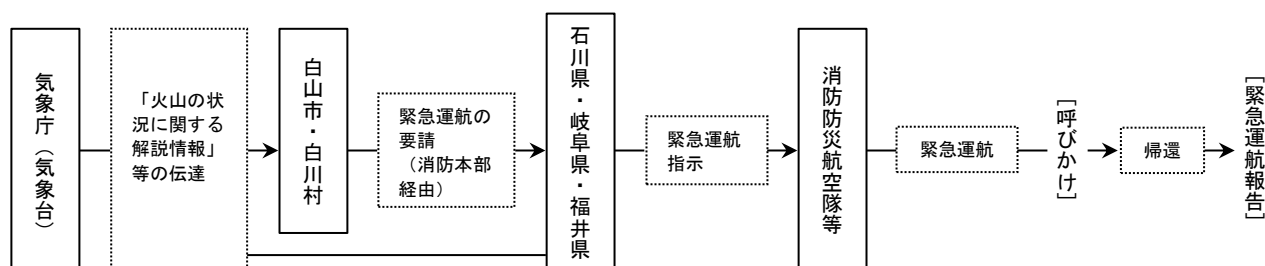 気象庁（気象台）
「火山の状
況に関する
解説情報」
等の伝達
白山市・白川村
緊急運航の
要請
（消防本部
経由）
石川県・岐阜県・福井県
緊急運航
指示
消防防災航空隊等
緊急運航
［呼びかけ］
帰還
［緊急運航報告］